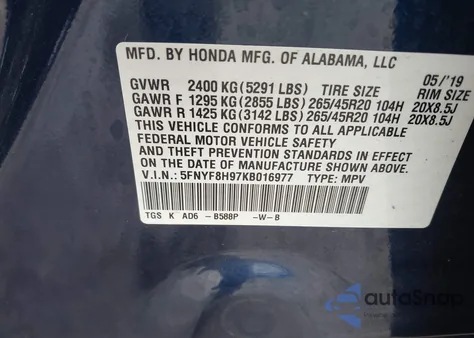 MFD. BY HONDA MFG. OF ALABAMA, LLC
05/'19
GVWR 2400 KG (5291 LBS) TIRE SIZE RIM SIZE
GAWR F 1295 KG (2855 LBS) 265/45R20 104H 20X8.5J
GAWR R 1425 KG (3142 LBS) 265/45R20 104H 20X8.5J
THIS VEHICLE CONFORMS TO ALL APPLICABLE
FEDERAL MOTOR VEHICLE SAFETY
AND THEFT PREVENTION STANDARDS IN EFFECT
ON THE DATE OF MANUFACTURE SHOWN ABOVE.
V.I.N.: 5FNYF8H97KB016977 TYPE: MPV
TGS K AD6 -B588P -W-B
autoSnap